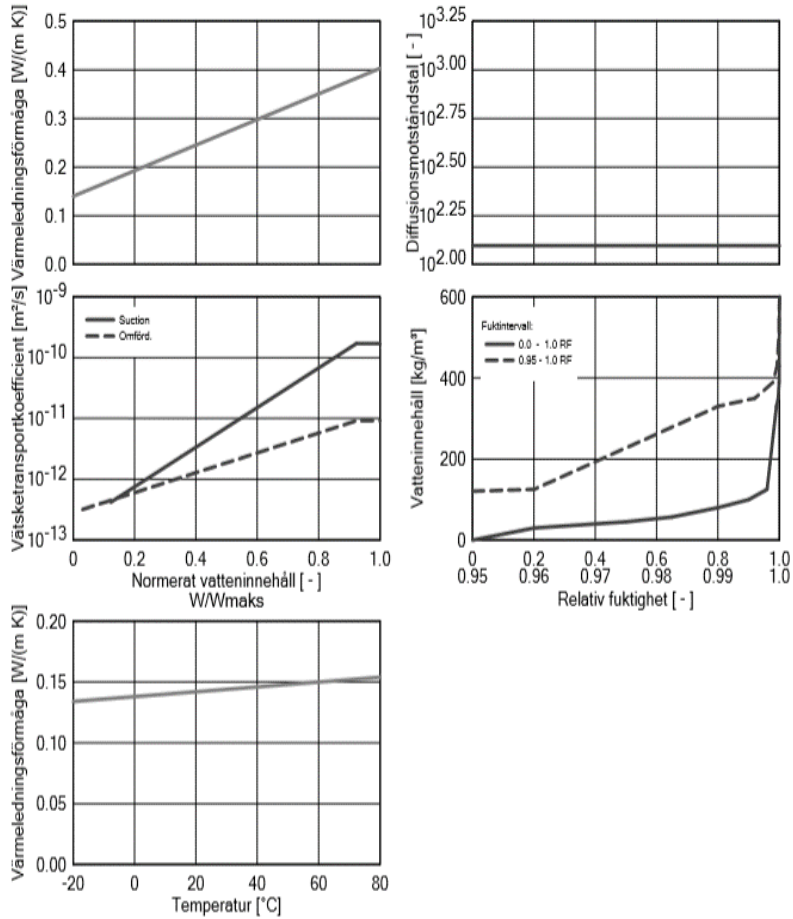 Värmeledningsförmåga [W/(m K)]
0.5
0.4
0.3
0.2
0.1
0.0
Diffusionsmotståndstal [ - ]
10^3.25
10^3.00
10^2.75
10^2.50
10^2.25
10^2.00
Vätsketransportkoefficient [m²/s]
10^-9
10^-10
10^-11
10^-12
10^-13
Suction
Omförd.
0 0.2 0.4 0.6 0.8 1.0
Normerat vatteninnehåll [ - ]
W/Wmaks
Vatteninnehåll [kg/m³]
600
400
200
0
Fuktintervall:
0.0 - 1.0 RF
0.95 - 1.0 RF
0 0.2 0.4 0.6 0.8 1.0
0.95 0.96 0.97 0.98 0.99 1.0
Relativ fuktighet [ - ]
Värmeledningsförmåga [W/(m K)]
0.20
0.15
0.10
0.05
0.00
-20 0 20 40 60 80
Temperatur [°C]